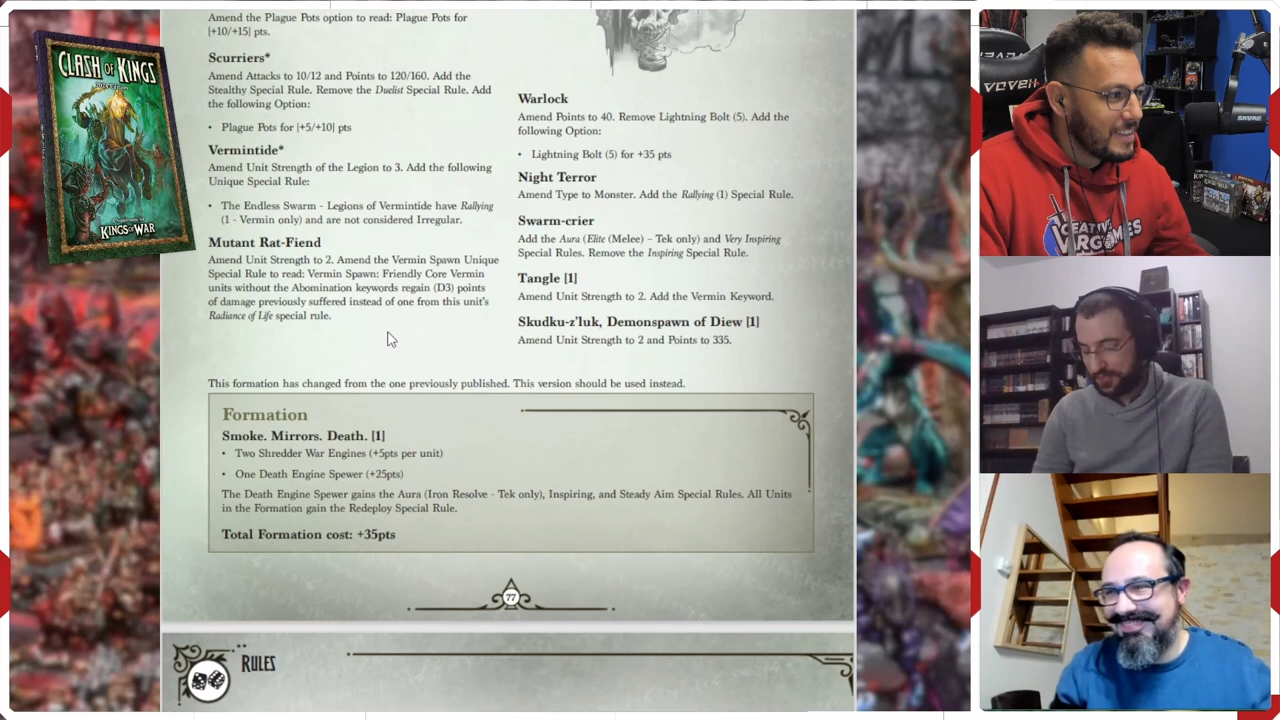 Amend the Plague Pots option to read: Plague Pots for
[+10/+15] pts.
Scurriers*
Amend Attacks to 10/12 and Points to 120/160. Add the
Stealthy Special Rule. Remove the Duelist Special Rule. Add
the following Option:
• Plague Pots for [+5/+10] pts
Vermintide*
Amend Unit Strength of the Legion to 3. Add the following
Unique Special Rule:
• The Endless Swarm - Legions of Vermintide have Rallying
(1 - Vermin only) and are not considered Irregular.
Mutant Rat-Fiend
Amend Unit Strength to 2. Amend the Vermin Spawn Unique
Special Rule to read: Vermin Spawn: Friendly Core Vermin
units without the Abomination keywords regain (D3) points
of damage previously suffered instead of one from this unit's
Radiance of Life special rule.
Warlock
Amend Points to 40. Remove Lightning Bolt (5). Add the
following Option:
• Lightning Bolt (5) for +35 pts
Night Terror
Amend Type to Monster. Add the Rallying (1) Special Rule.
Swarm-crier
Add the Aura (Elite (Melee) – Tek only) and Very Inspiring
Special Rules. Remove the Inspiring Special Rule.
Tangle [1]
Amend Unit Strength to 2. Add the Vermin Keyword.
Skudku-z'luk, Demonspawn of Diew [1]
Amend Unit Strength to 2 and Points to 335.
This formation has changed from the one previously published. This version should be used instead.
Formation
Smoke. Mirrors. Death. [1]
• Two Shredder War Engines (+5pts per unit)
• One Death Engine Spewer (+25pts)
The Death Engine Spewer gains the Aura (Iron Resolve - Tek only), Inspiring, and Steady Aim Special Rules. All Units
in the Formation gain the Redeploy Special Rule.
Total Formation cost: +35pts
77
RULES
CLASH OF KINGS
KINGS OF WAR
SHURE